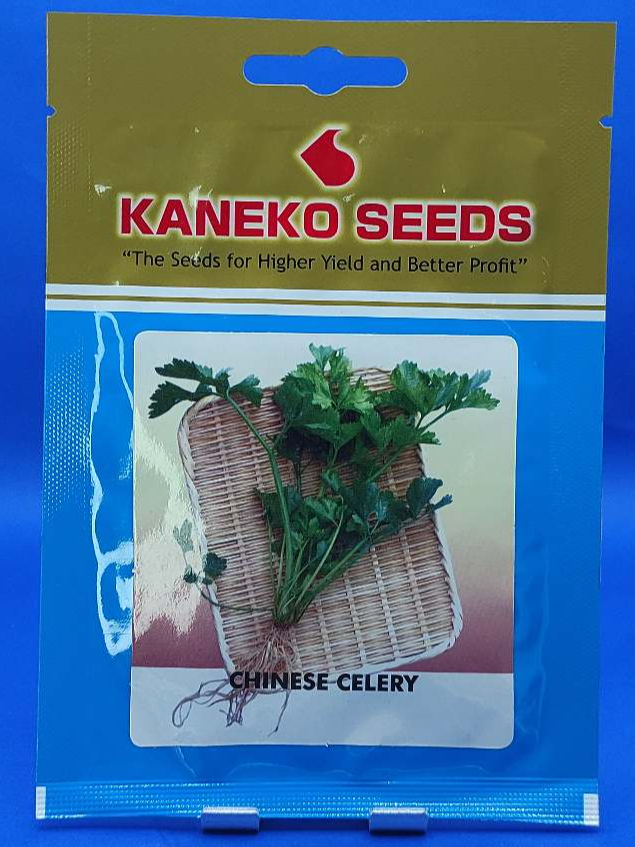 KANEKO SEEDS
“The Seeds for Higher Yield and Better Profit”
CHINESE CELERY